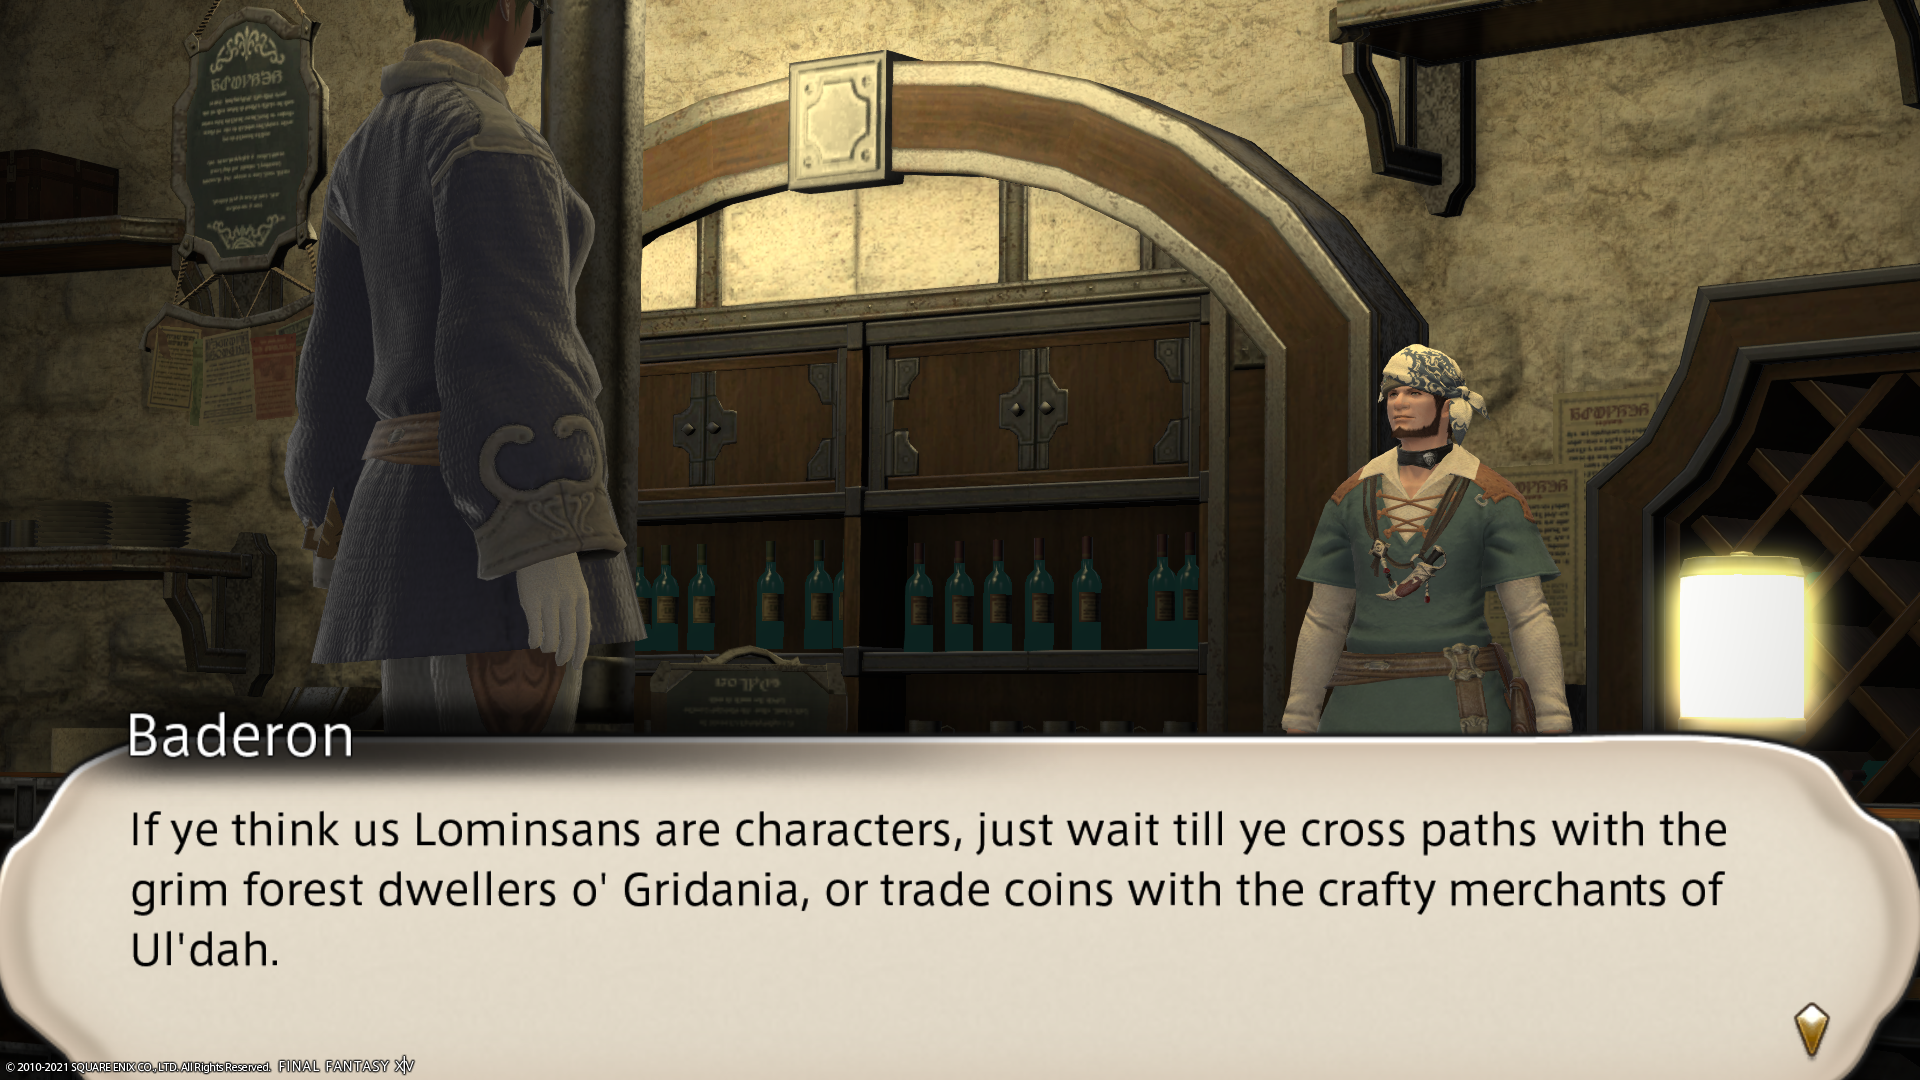 Baderon
If ye think us Lominsans are characters, just wait till ye cross paths with the
grim forest dwellers o' Gridania, or trade coins with the crafty merchants of
Ul'dah.
© 2010-2021 SQUARE ENIX CO., LTD. All Rights Reserved. FINAL FANTASY XIV